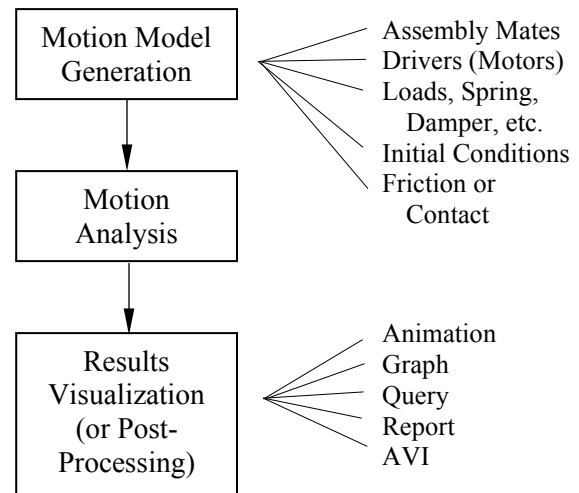 Motion Model
Generation
Assembly Mates
Drivers (Motors)
Loads, Spring,
Damper, etc.
Initial Conditions
Friction or
Contact
Motion
Analysis
Results
Visualization
(or Post-
Processing)
Animation
Graph
Query
Report
AVI